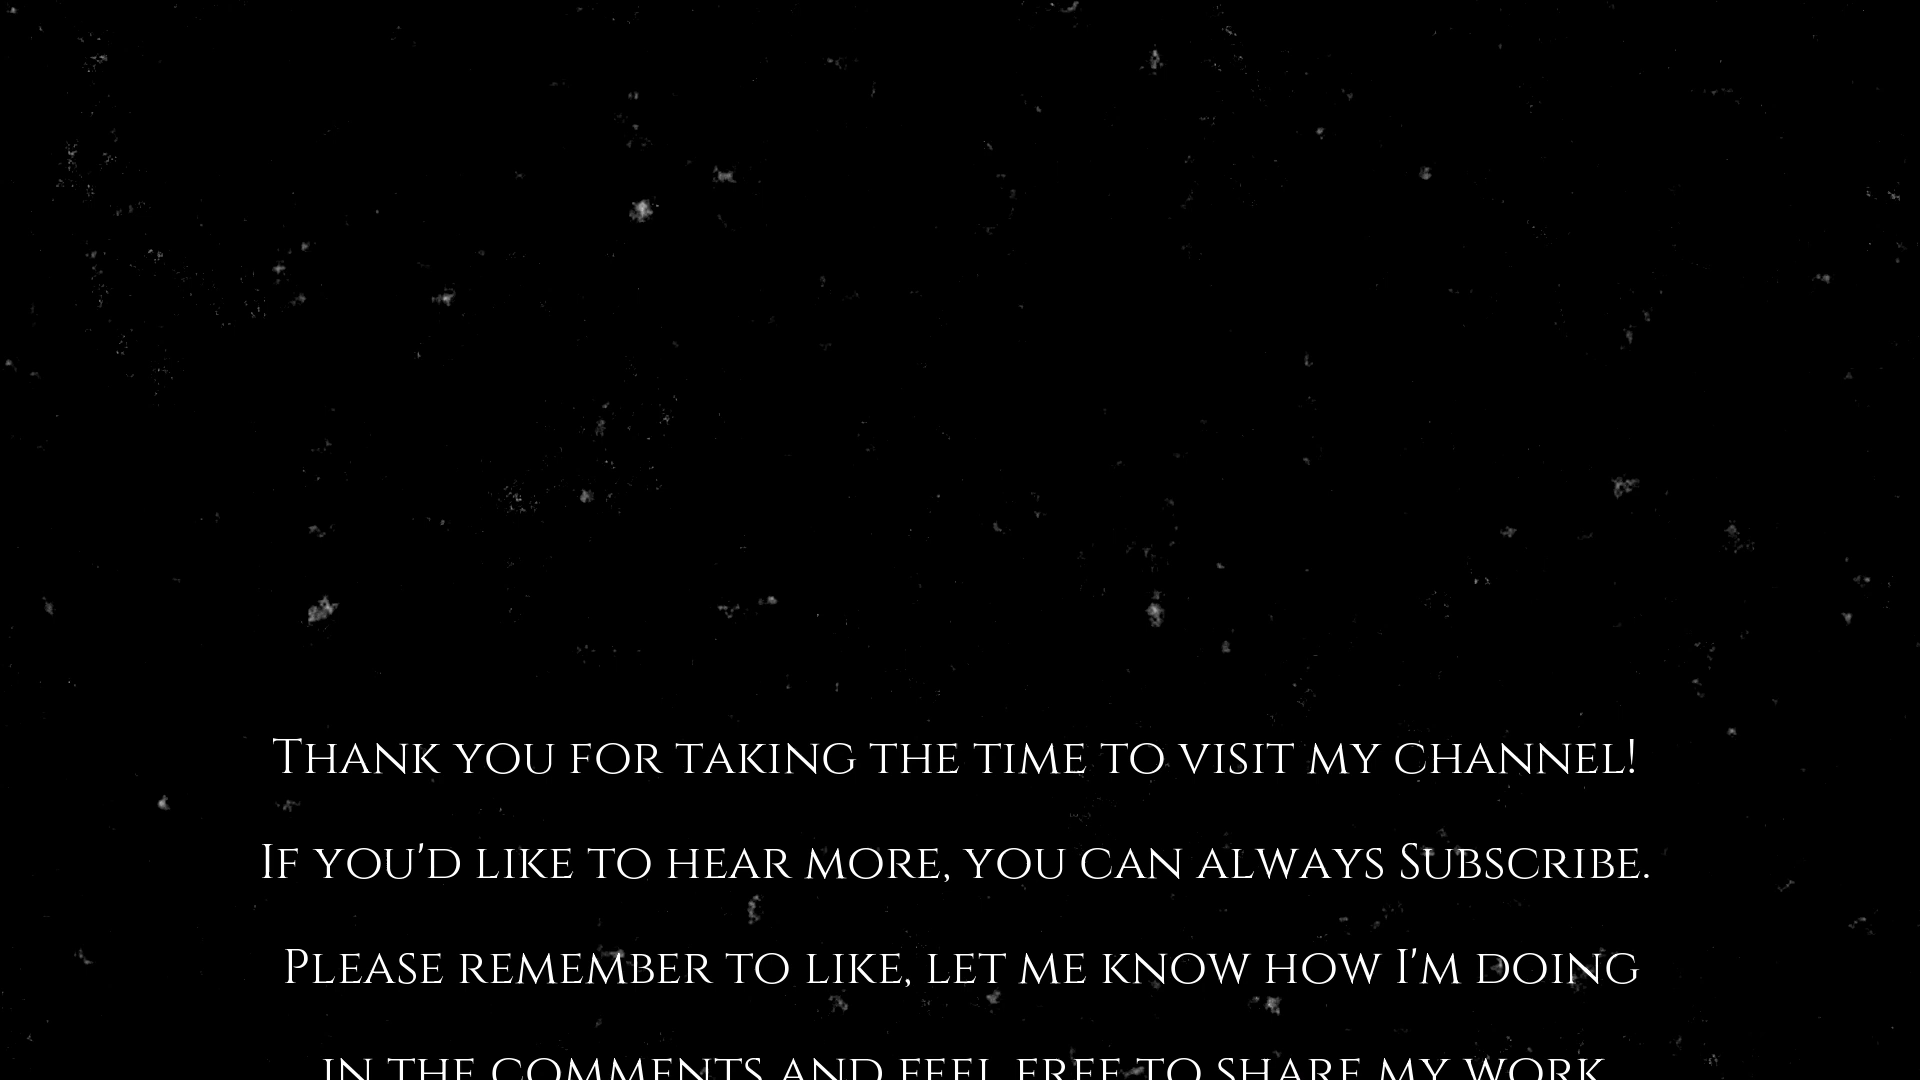 Thank you for taking the time to visit my channel!
If you'd like to hear more, you can always Subscribe.
Please remember to like, let me know how I'm doing
in the comments and feel free to share my work